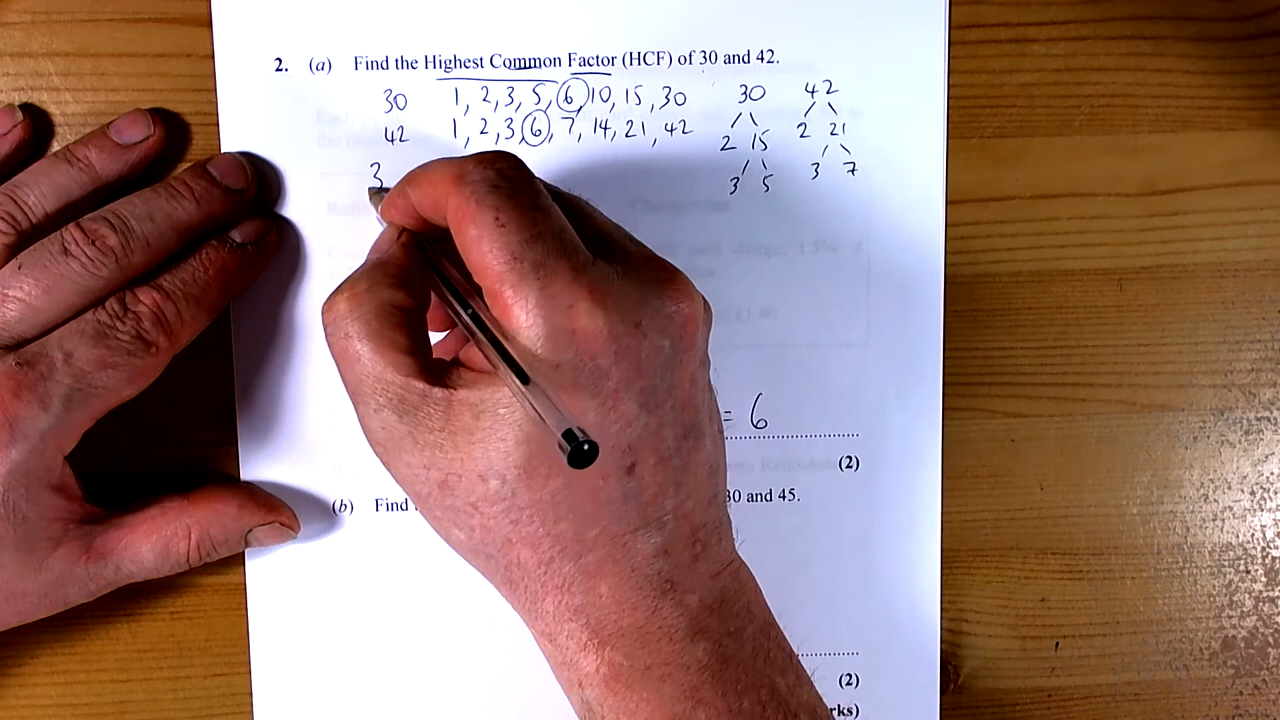 2. (a) Find the Highest Common Factor (HCF) of 30 and 42.
30 1, 2, 3, 5, 6, 10, 15, 30
42 1, 2, 3, 6, 7, 14, 21, 42
30
2 15
3 5
42
2 21
3 7
3
= 6
(2)
(b) Find 30 and 45.
(2)
rks)